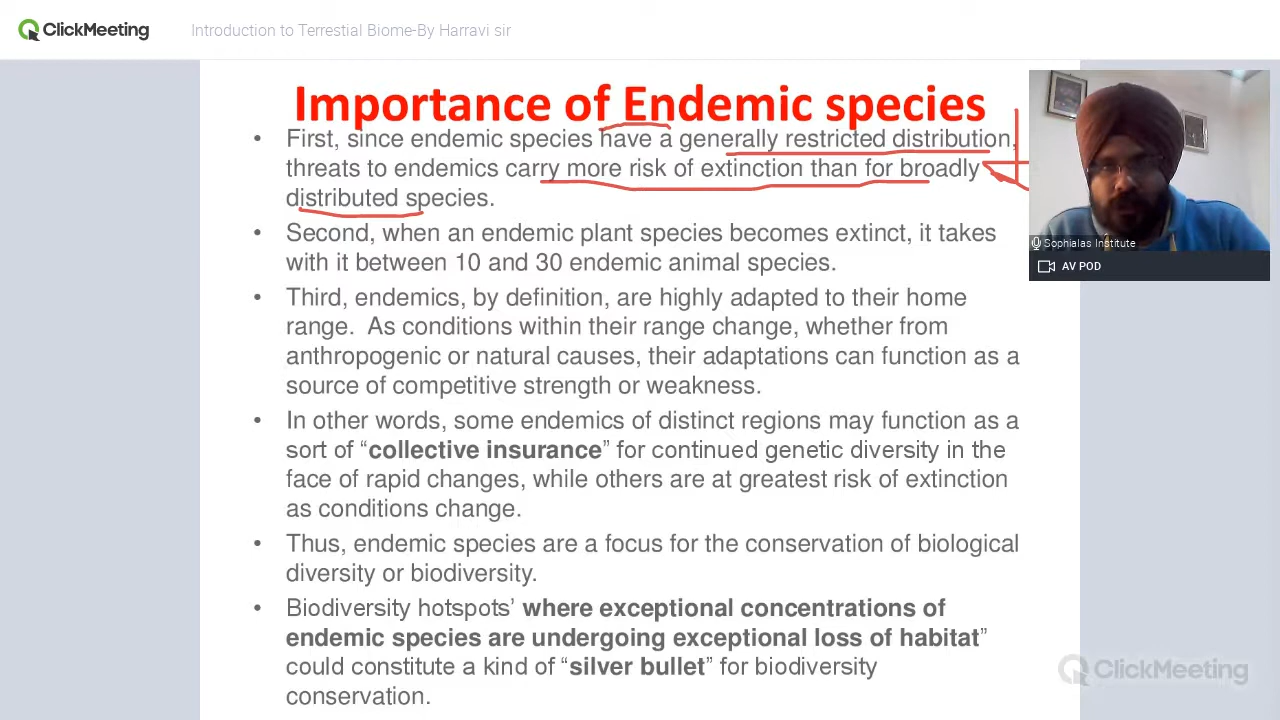 ClickMeeting
Introduction to Terrestial Biome-By Harravi sir
Importance of Endemic species
• First, since endemic species have a generally restricted distribution,
threats to endemics carry more risk of extinction than for broadly
distributed species.
• Second, when an endemic plant species becomes extinct, it takes
with it between 10 and 30 endemic animal species.
• Third, endemics, by definition, are highly adapted to their home
range. As conditions within their range change, whether from
anthropogenic or natural causes, their adaptations can function as a
source of competitive strength or weakness.
• In other words, some endemics of distinct regions may function as a
sort of “collective insurance” for continued genetic diversity in the
face of rapid changes, while others are at greatest risk of extinction
as conditions change.
• Thus, endemic species are a focus for the conservation of biological
diversity or biodiversity.
• Biodiversity hotspots’ where exceptional concentrations of
endemic species are undergoing exceptional loss of habitat”
could constitute a kind of “silver bullet” for biodiversity
conservation.
Sophialas Institute
AV POD
ClickMeeting